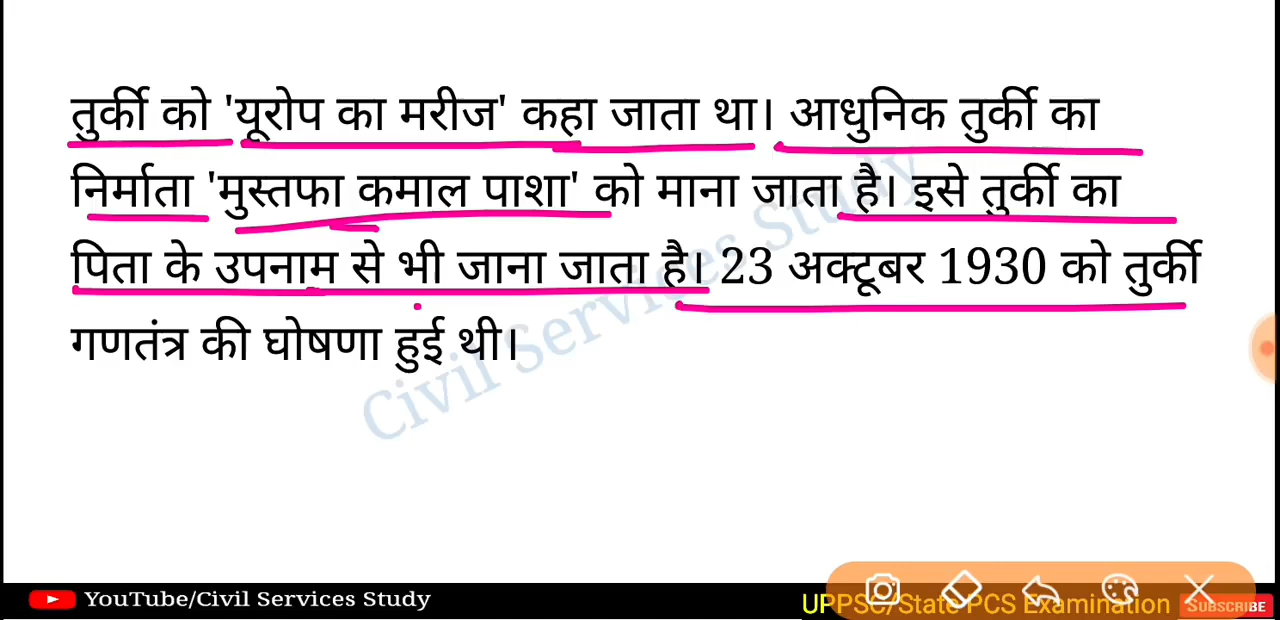 तुर्की को 'यूरोप का मरीज' कहा जाता था। आधुनिक तुर्की का
निर्माता 'मुस्तफा कमाल पाशा' को माना जाता है। इसे तुर्की का
पिता के उपनाम से भी जाना जाता है। 23 अक्टूबर 1930 को तुर्की
गणतंत्र की घोषणा हुई थी।
Civil Services Study
YouTube/Civil Services Study
UPPSC/State PCS Examination
SUBSCRIBE